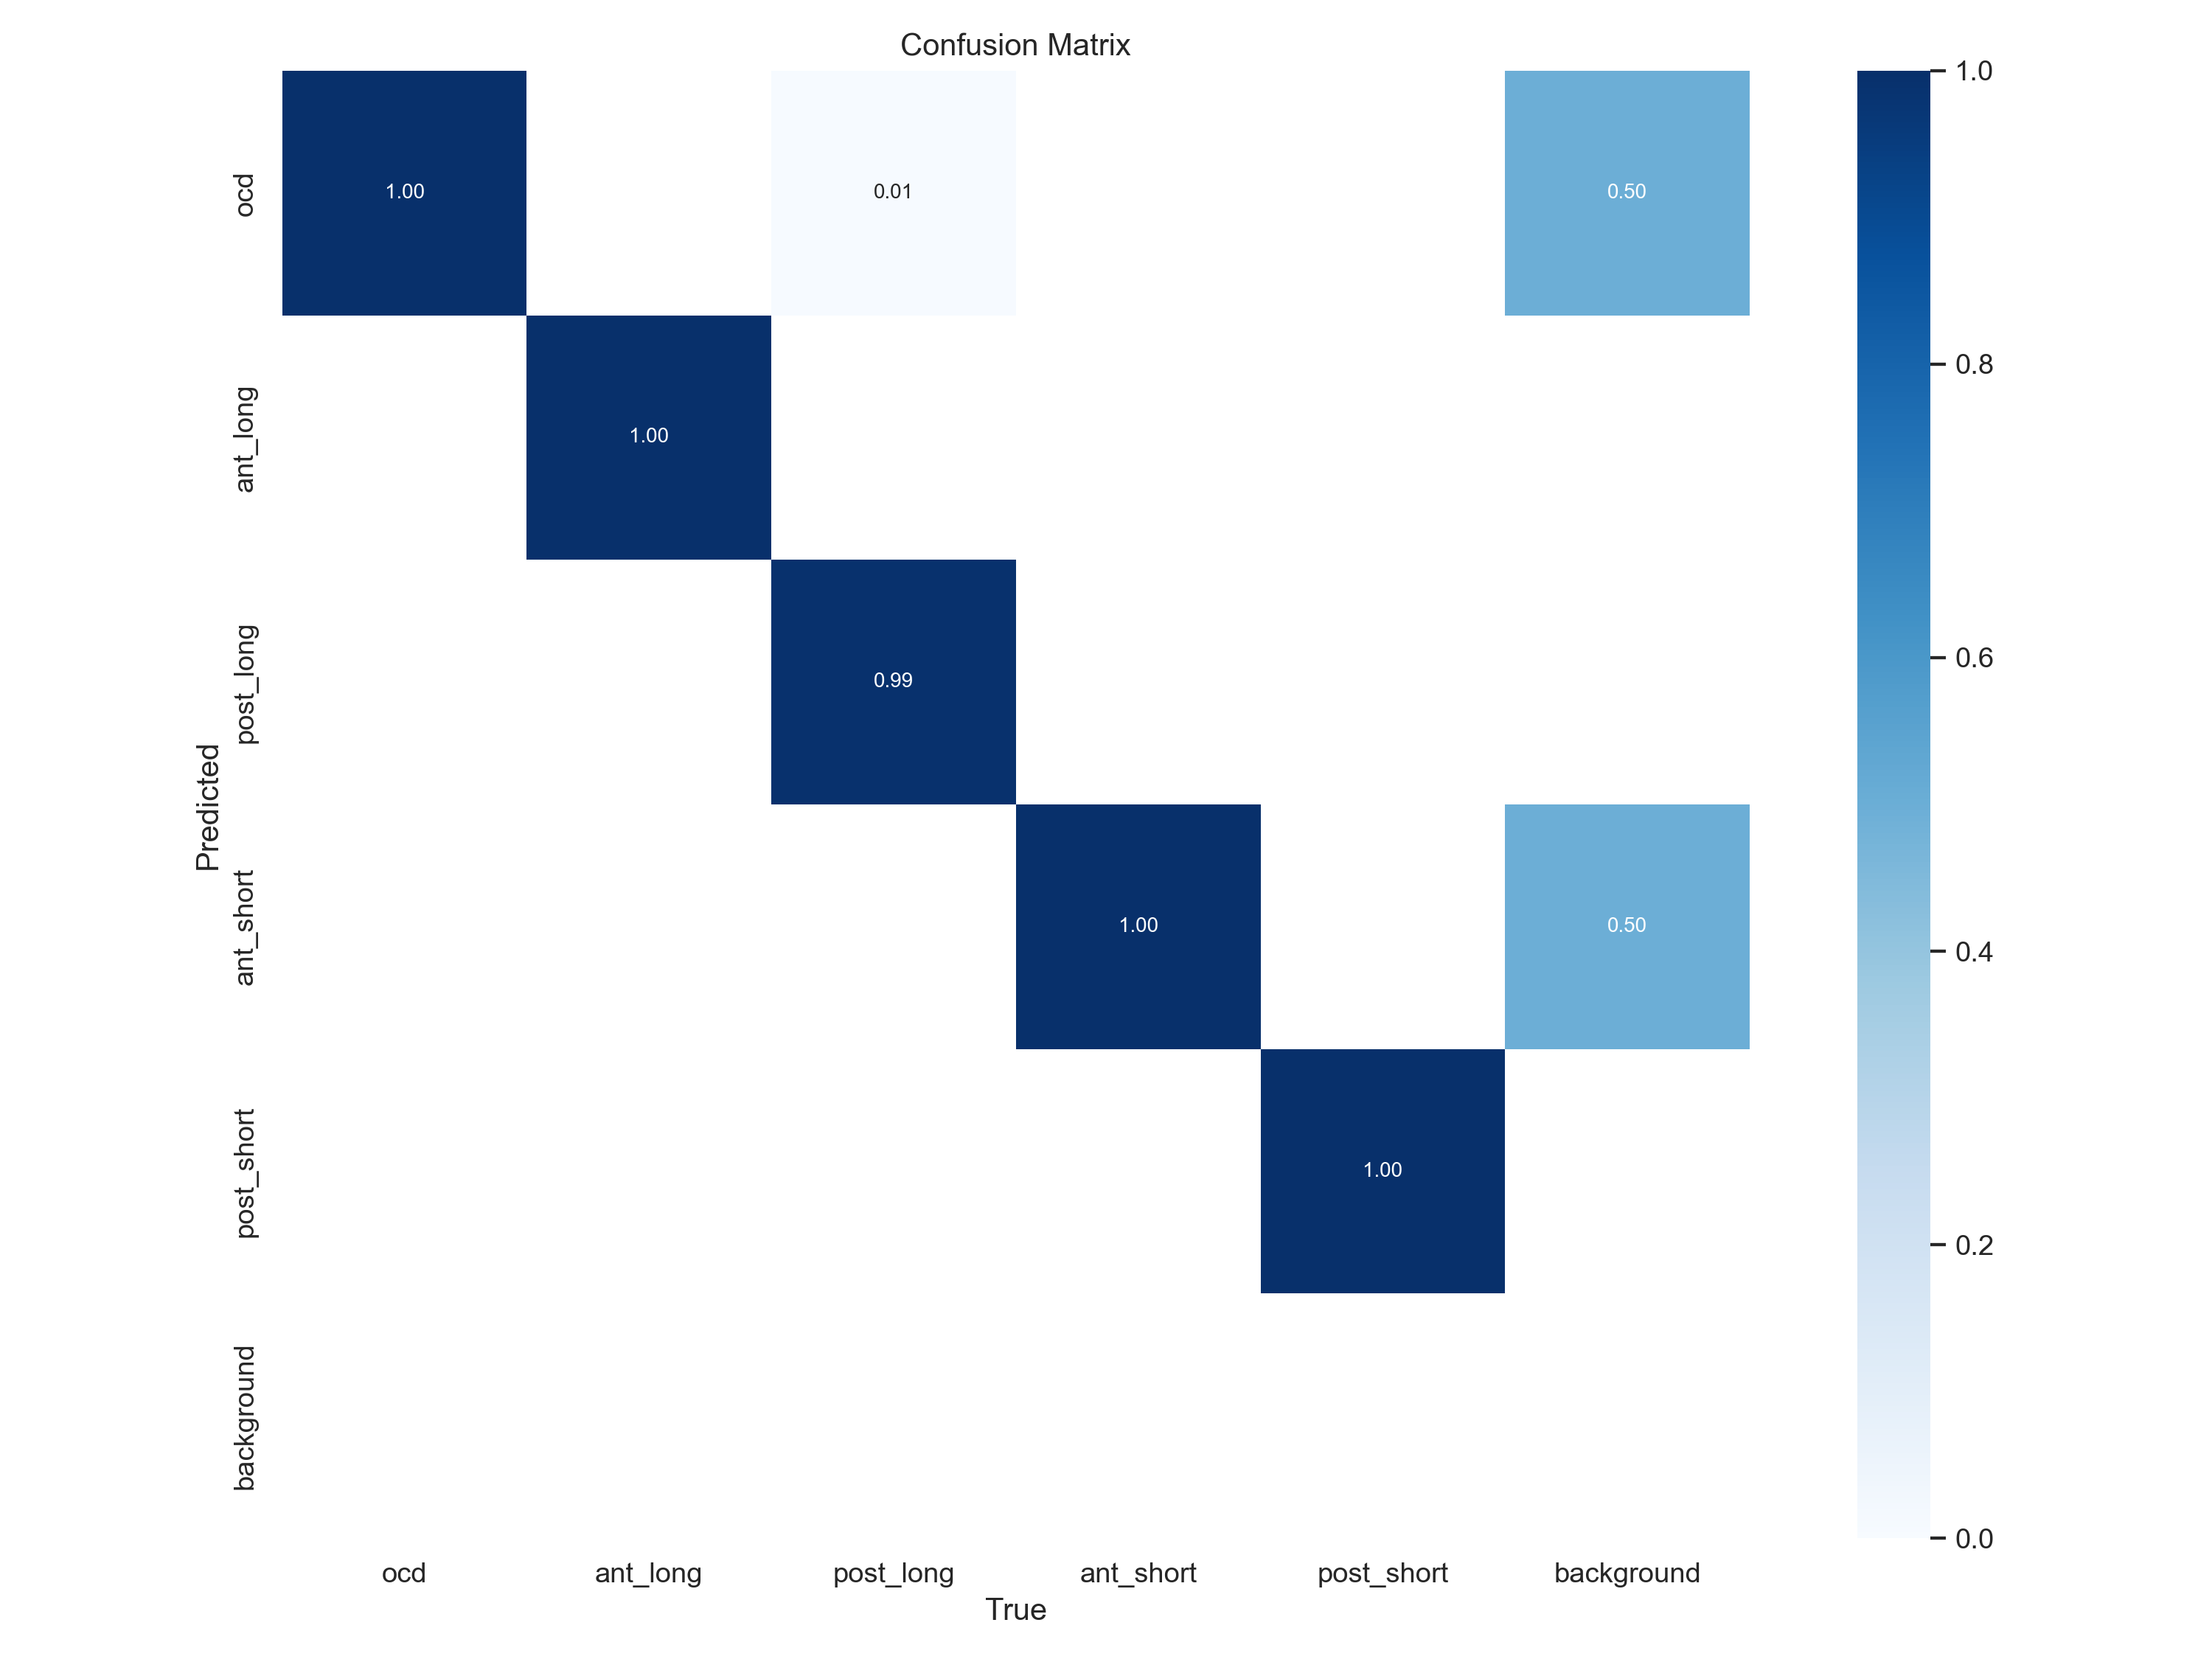 Confusion Matrix
ocd
1.00
0.01
0.50
ant_long
1.00
post_long
0.99
ant_short
1.00
0.50
post_short
1.00
background
Predicted
ocd
ant_long
post_long
ant_short
post_short
background
True
1.0
0.8
0.6
0.4
0.2
0.0